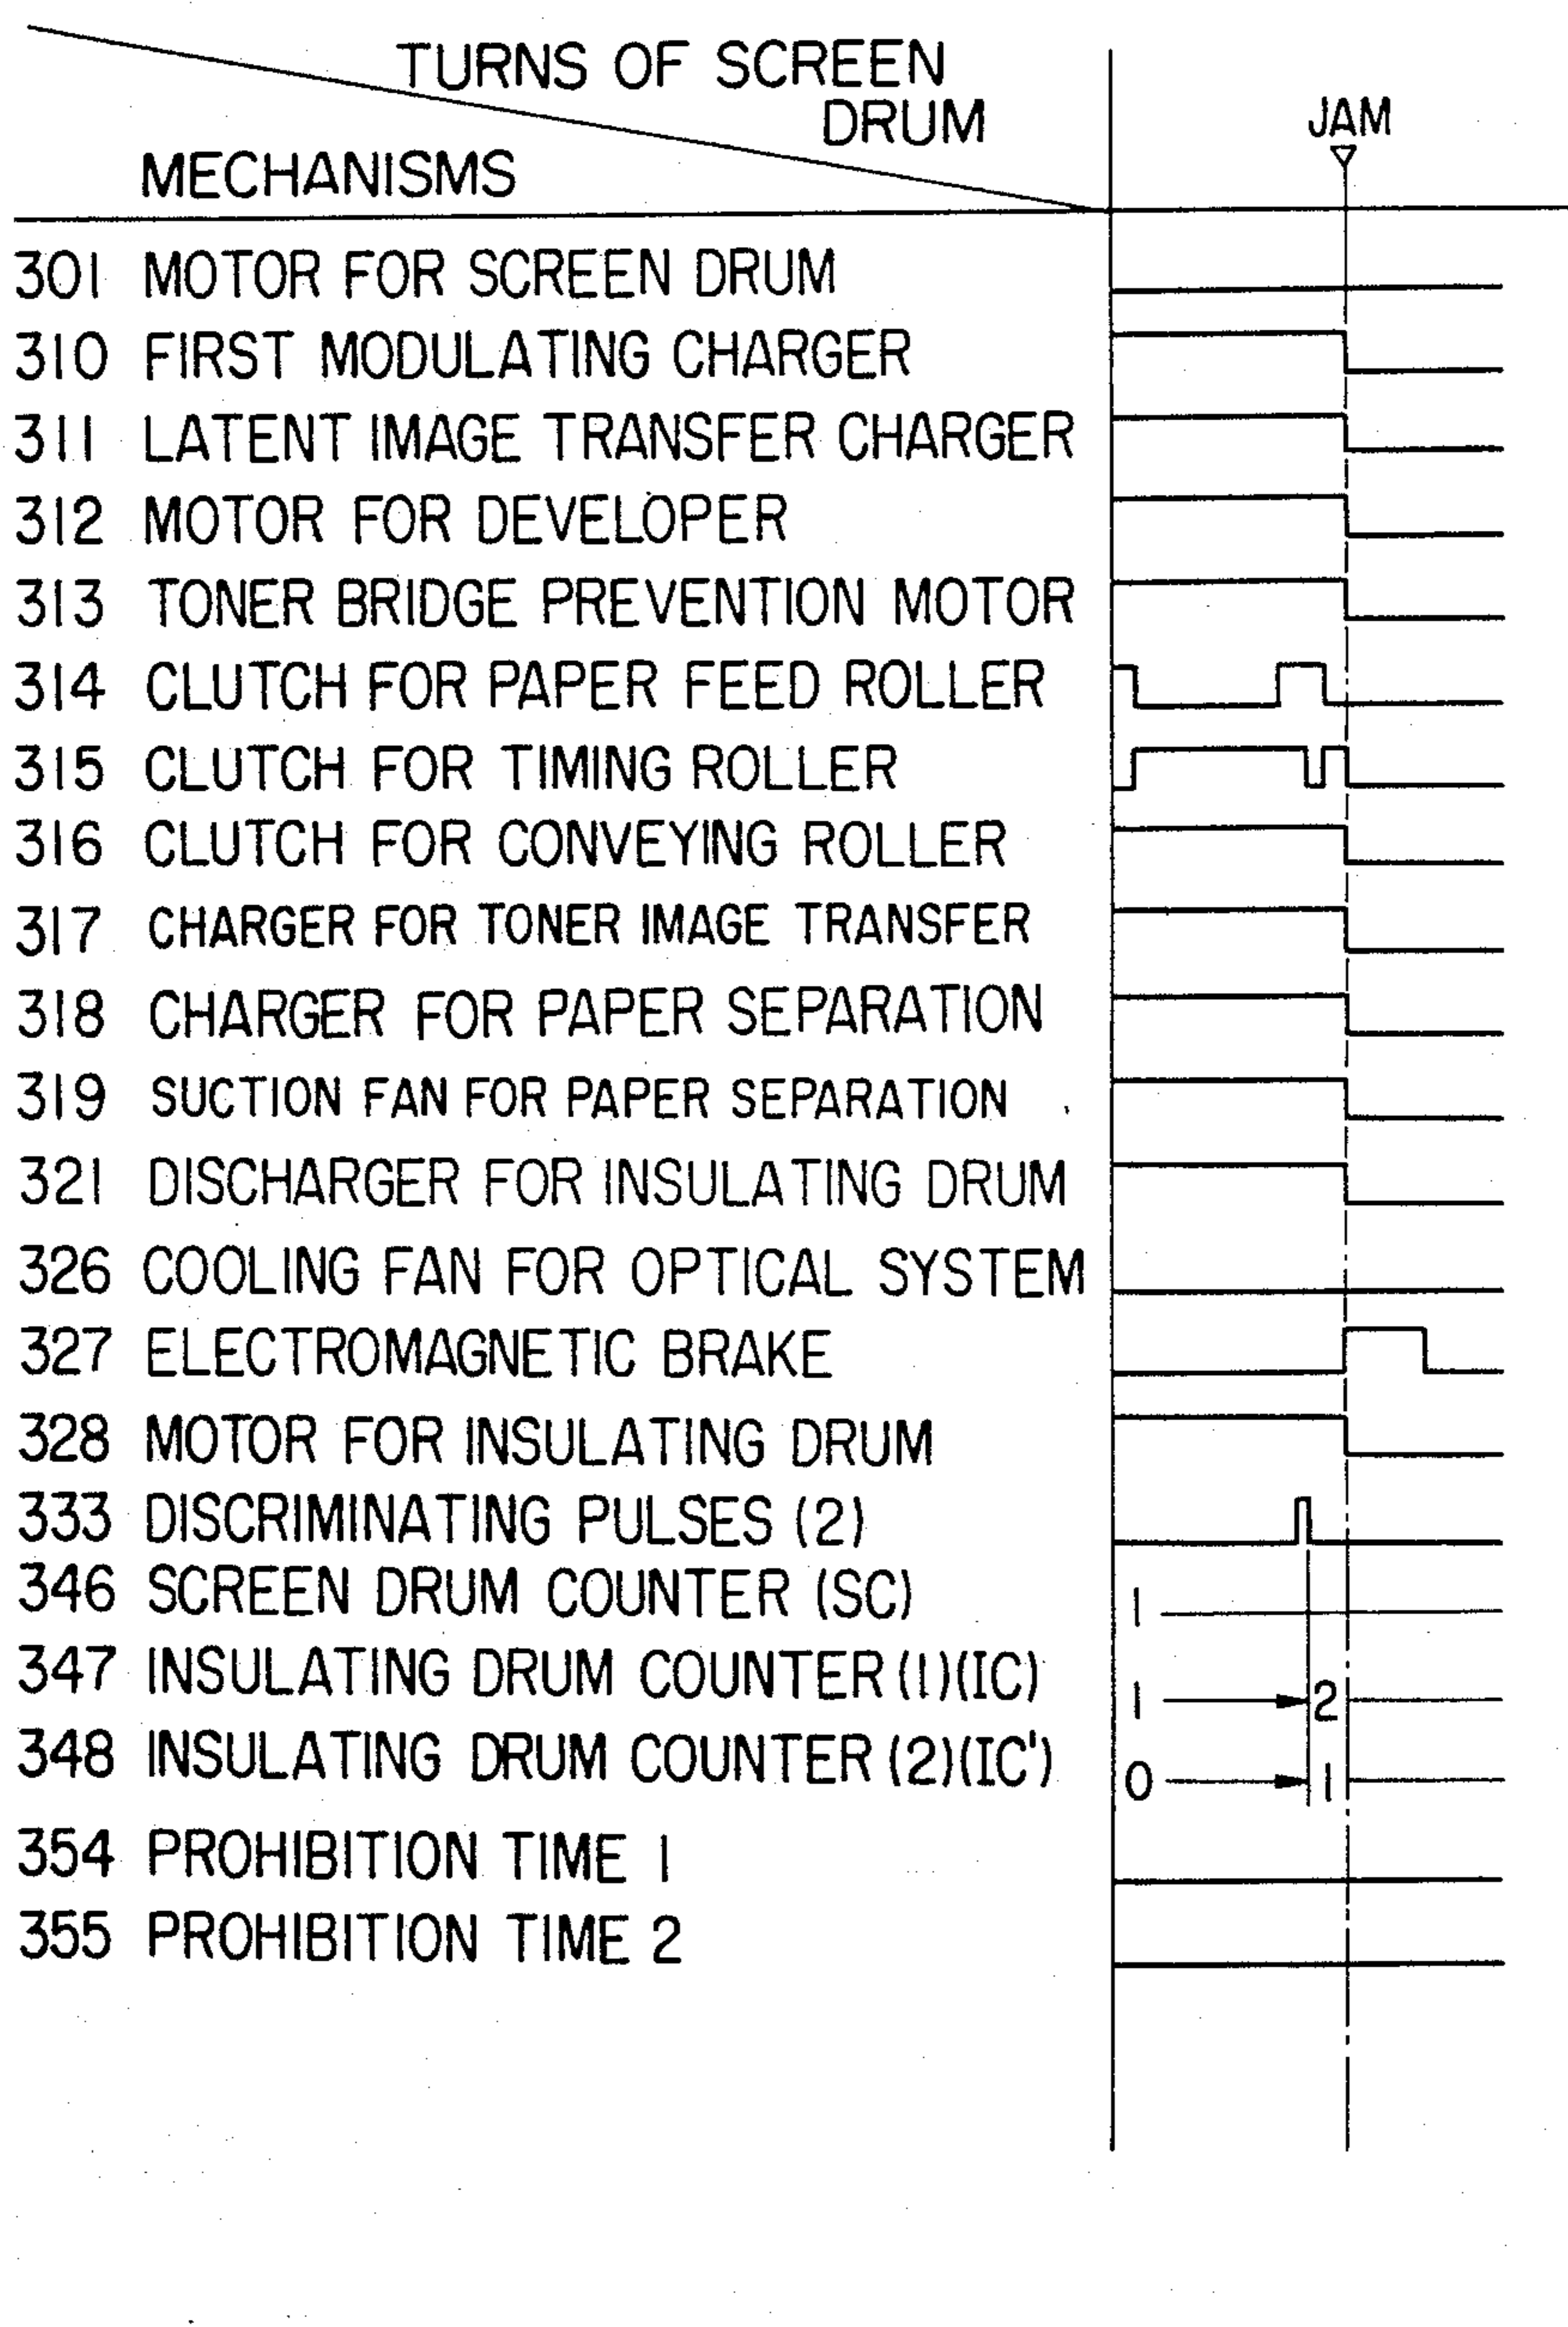 TURNS OF SCREEN
DRUM
JAM
MECHANISMS
301 MOTOR FOR SCREEN DRUM
310 FIRST MODULATING CHARGER
311 LATENT IMAGE TRANSFER CHARGER
312 MOTOR FOR DEVELOPER
313 TONER BRIDGE PREVENTION MOTOR
314 CLUTCH FOR PAPER FEED ROLLER
315 CLUTCH FOR TIMING ROLLER
316 CLUTCH FOR CONVEYING ROLLER
317 CHARGER FOR TONER IMAGE TRANSFER
318 CHARGER FOR PAPER SEPARATION
319 SUCTION FAN FOR PAPER SEPARATION
321 DISCHARGER FOR INSULATING DRUM
326 COOLING FAN FOR OPTICAL SYSTEM
327 ELECTROMAGNETIC BRAKE
328 MOTOR FOR INSULATING DRUM
333 DISCRIMINATING PULSES (2)
346 SCREEN DRUM COUNTER (SC) 1
347 INSULATING DRUM COUNTER (1)(IC) 1 2
348 INSULATING DRUM COUNTER (2)(IC') 0 1
354 PROHIBITION TIME 1
355 PROHIBITION TIME 2